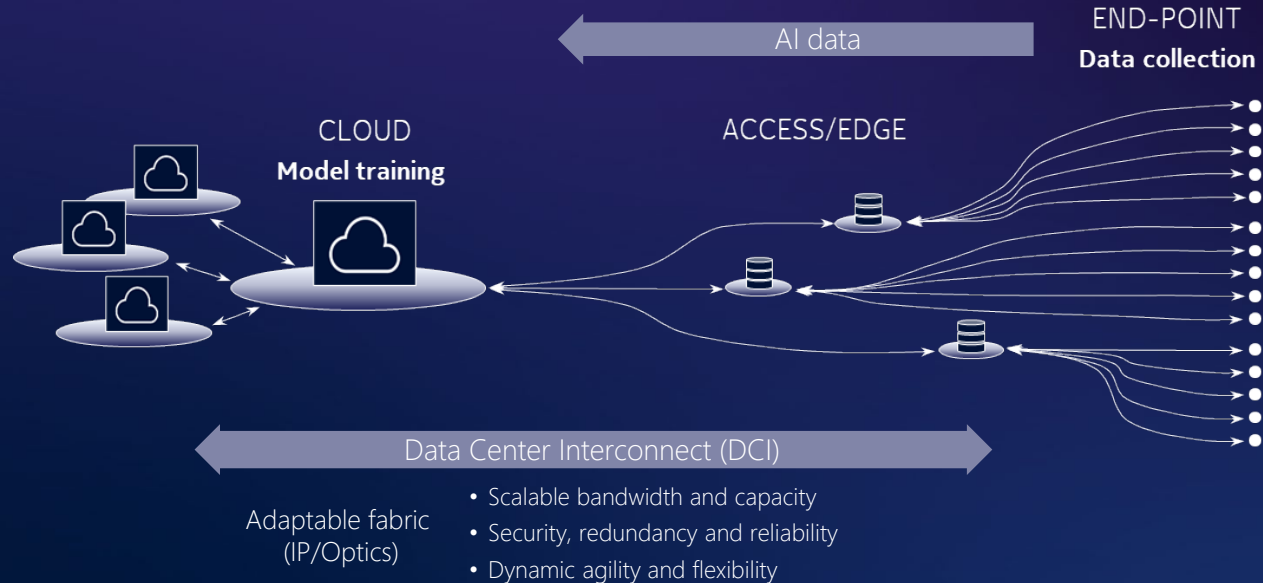 END-POINT
Data collection
AI data
CLOUD
Model training
ACCESS/EDGE
Data Center Interconnect (DCI)
Adaptable fabric
(IP/Optics)
• Scalable bandwidth and capacity
• Security, redundancy and reliability
• Dynamic agility and flexibility